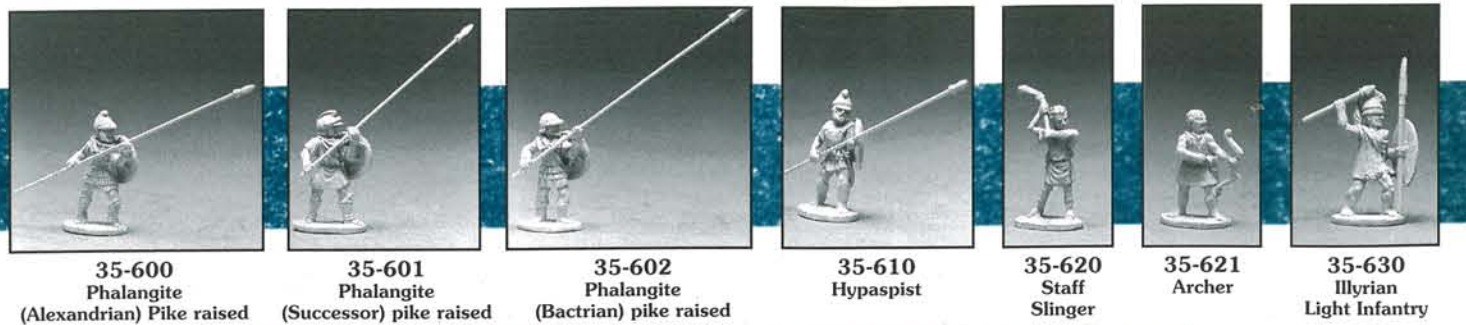 35-600
Phalangite
(Alexandrian) Pike raised
35-601
Phalangite
(Successor) pike raised
35-602
Phalangite
(Bactrian) pike raised
35-610
Hypaspist
35-620
Staff
Slinger
35-621
Archer
35-630
Illyrian
Light Infantry